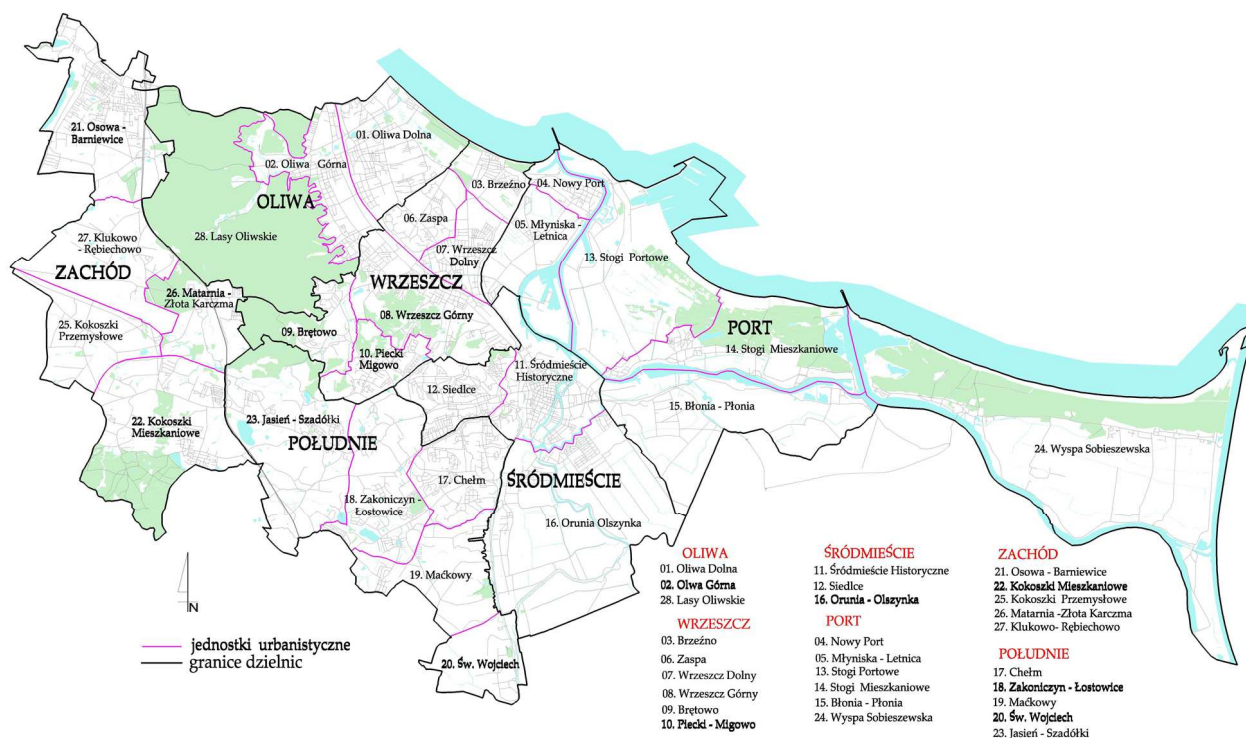 21. Osowa -
Barniewice
01. Oliwa Dolna
02. Oliwa Górna
03. Brzeźno
04. Nowy Port
OLIWA
06. Zaspa
05. Młyniska -
Letnica
27. Klukowo
- Rębiechowo
28. Lasy Oliwskie
07. Wrzeszcz
Dolny
13. Stogi Portowe
ZACHÓD
WRZESZCZ
26. Matarnia -
Złota Karczma
25. Kokoszki
Przemysłowe
09. Brętowo
08. Wrzeszcz Górny
PORT
14. Stogi Mieszkaniowe
10. Piecki
Migowo
11. Śródmieście
Historyczne
12. Siedlce
15. Błonia - Płonia
22. Kokoszki
Mieszkaniowe
23. Jasień - Szadółki
POŁUDNIE
24. Wyspa Sobieszewska
17. Chełm
ŚRÓDMIEŚCIE
18. Zakoniczyn -
Łostowice
16. Orunia Olszynka
19. Maćkowy
20. Św. Wojciech
N
jednostki urbanistyczne
granice dzielnic
OLIWA
01. Oliwa Dolna
02. Olwa Górna
28. Lasy Oliwskie
WRZESZCZ
03. Brzeźno
06. Zaspa
07. Wrzeszcz Dolny
08. Wrzeszcz Górny
09. Brętowo
10. Piecki - Migowo
ŚRÓDMIEŚCIE
11. Śródmieście Historyczne
12. Siedlce
16. Orunia - Olszynka
PORT
04. Nowy Port
05. Młyniska - Letnica
13. Stogi Portowe
14. Stogi Mieszkaniowe
15. Błonia - Płonia
24. Wyspa Sobieszewska
ZACHÓD
21. Osowa - Barniewice
22. Kokoszki Mieszkaniowe
25. Kokoszki Przemysłowe
26. Matarnia -Złota Karczma
27. Klukowo- Rębiechowo
POŁUDNIE
17. Chełm
18. Zakoniczyn - Łostowice
19. Maćkowy
20. Św. Wojciech
23. Jasień - Szadółki